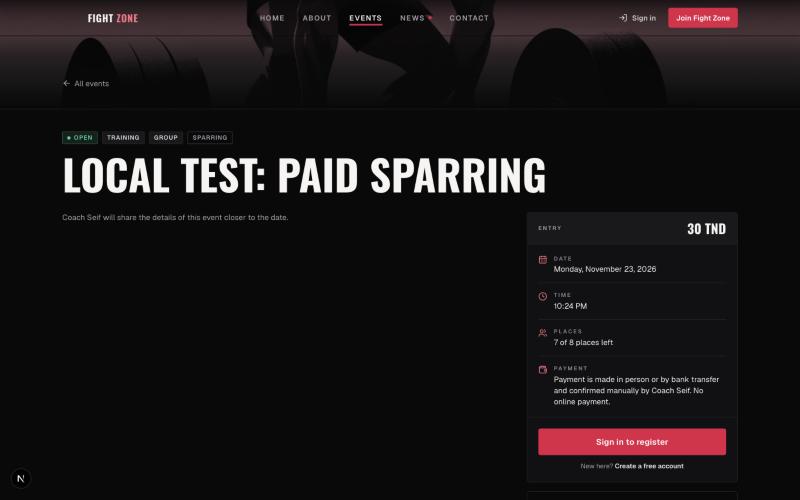 FIGHT ZONE
HOME
ABOUT
EVENTS
NEWS
CONTACT
Sign in
Join Fight Zone
All events
OPEN
TRAINING
GROUP
SPARRING
LOCAL TEST: PAID SPARRING
Coach Seif will share the details of this event closer to the date.
ENTRY
30 TND
DATE
Monday, November 23, 2026
TIME
10:24 PM
PLACES
7 of 8 places left
PAYMENT
Payment is made in person or by bank transfer
and confirmed manually by Coach Seif. No
online payment.
Sign in to register
New here? Create a free account
N